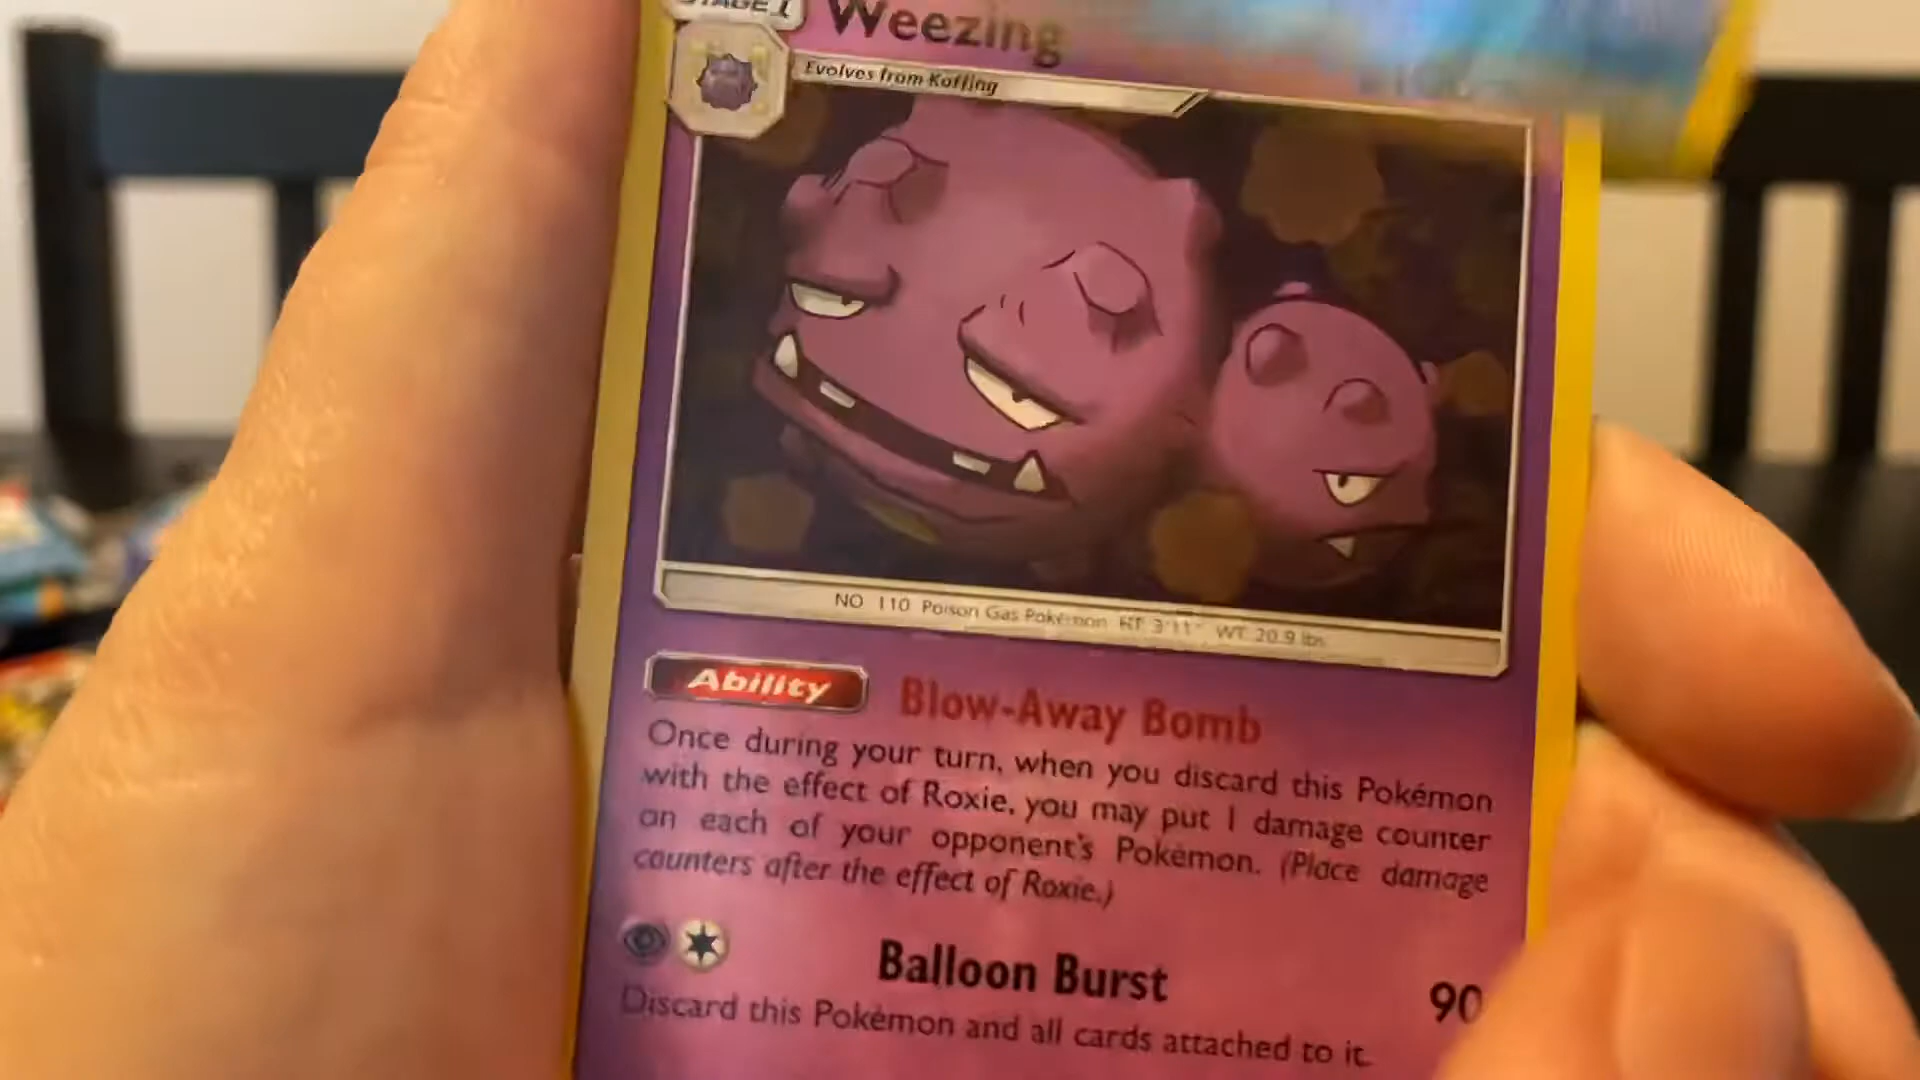 STAGE 1
Weezing
Evolves from Koffing
NO 110 Poison Gas Pokémon HT 3'11" WT 20.9 lbs
Ability Blow-Away Bomb
Once during your turn, when you discard this Pokémon
with the effect of Roxie, you may put 1 damage counter
on each of your opponent's Pokémon. (Place damage
counters after the effect of Roxie.)
Balloon Burst 90
Discard this Pokémon and all cards attached to it.